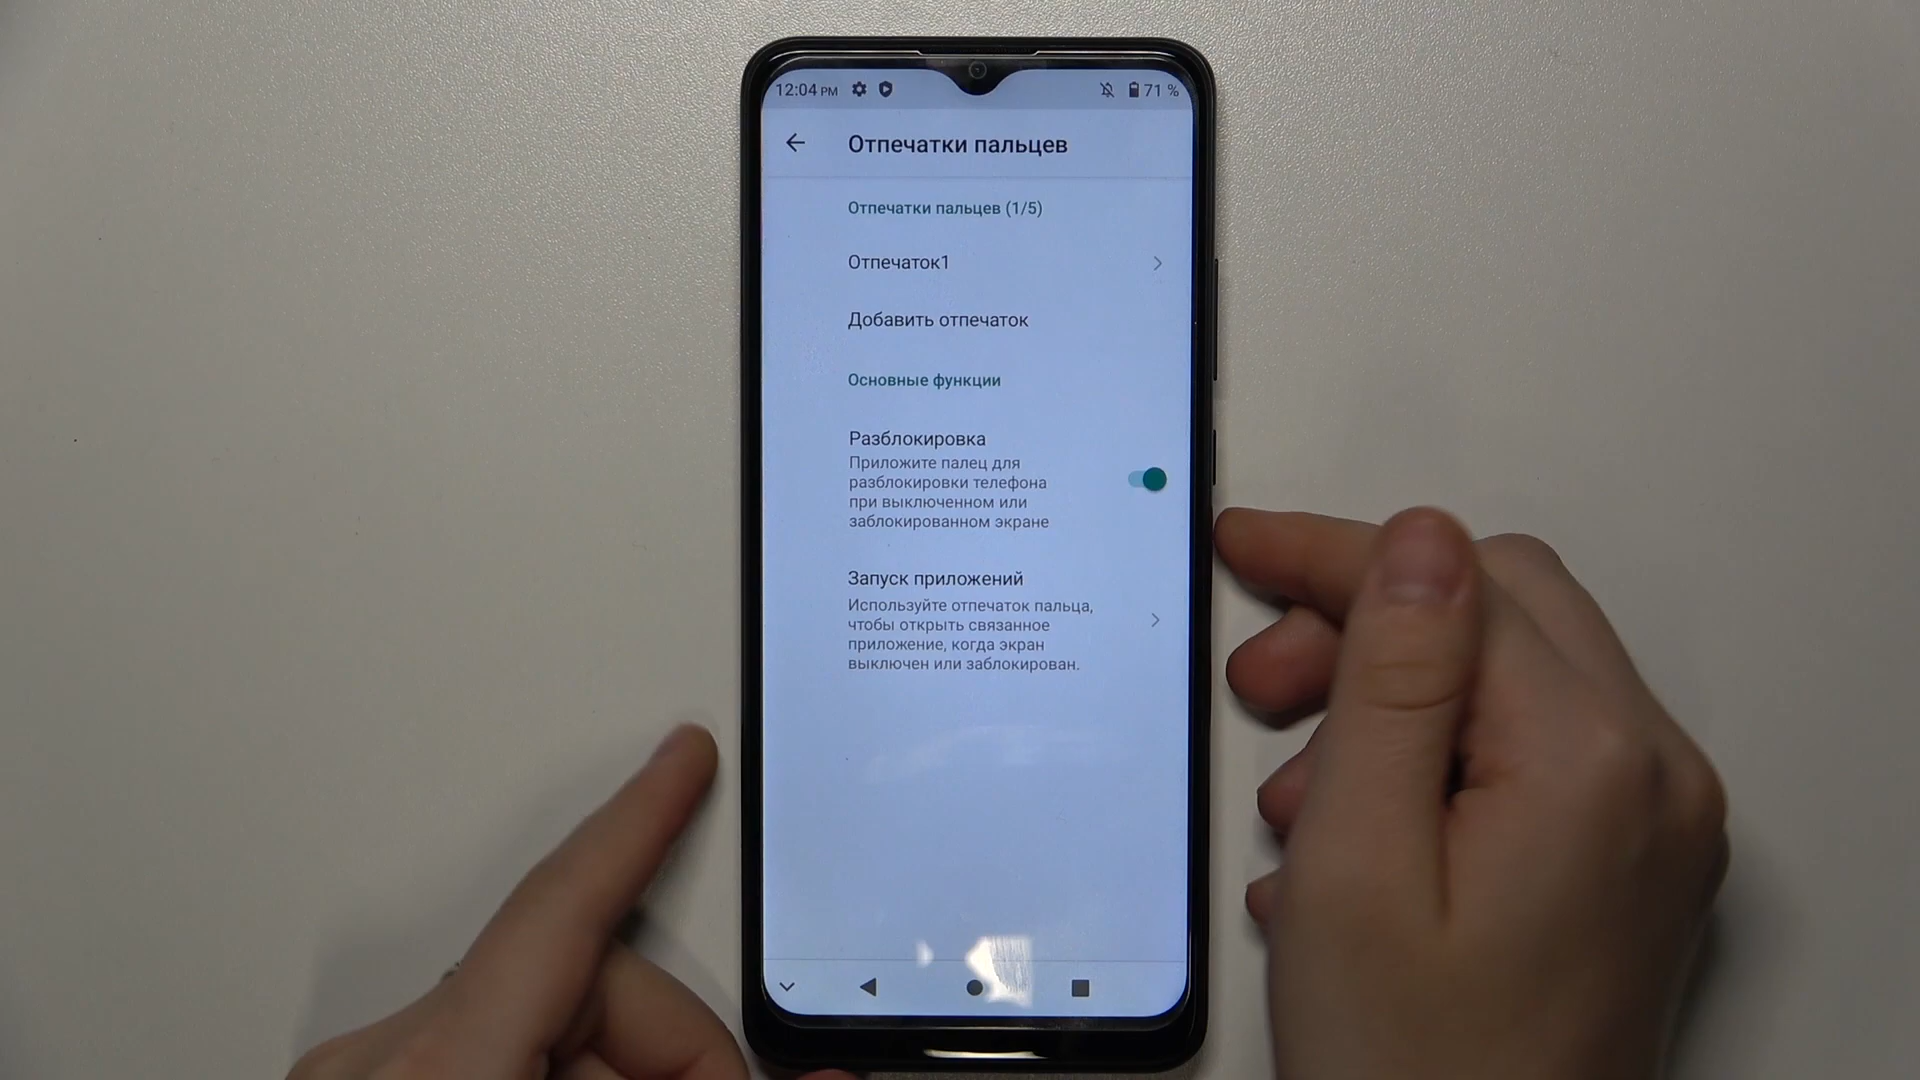 12:04 PM 71 %
Отпечатки пальцев
Отпечатки пальцев (1/5)
Отпечаток1
Добавить отпечаток
Основные функции
Разблокировка
Приложите палец для
разблокировки телефона
при выключенном или
заблокированном экране
Запуск приложений
Используйте отпечаток пальца,
чтобы открыть связанное
приложение, когда экран
выключен или заблокирован.